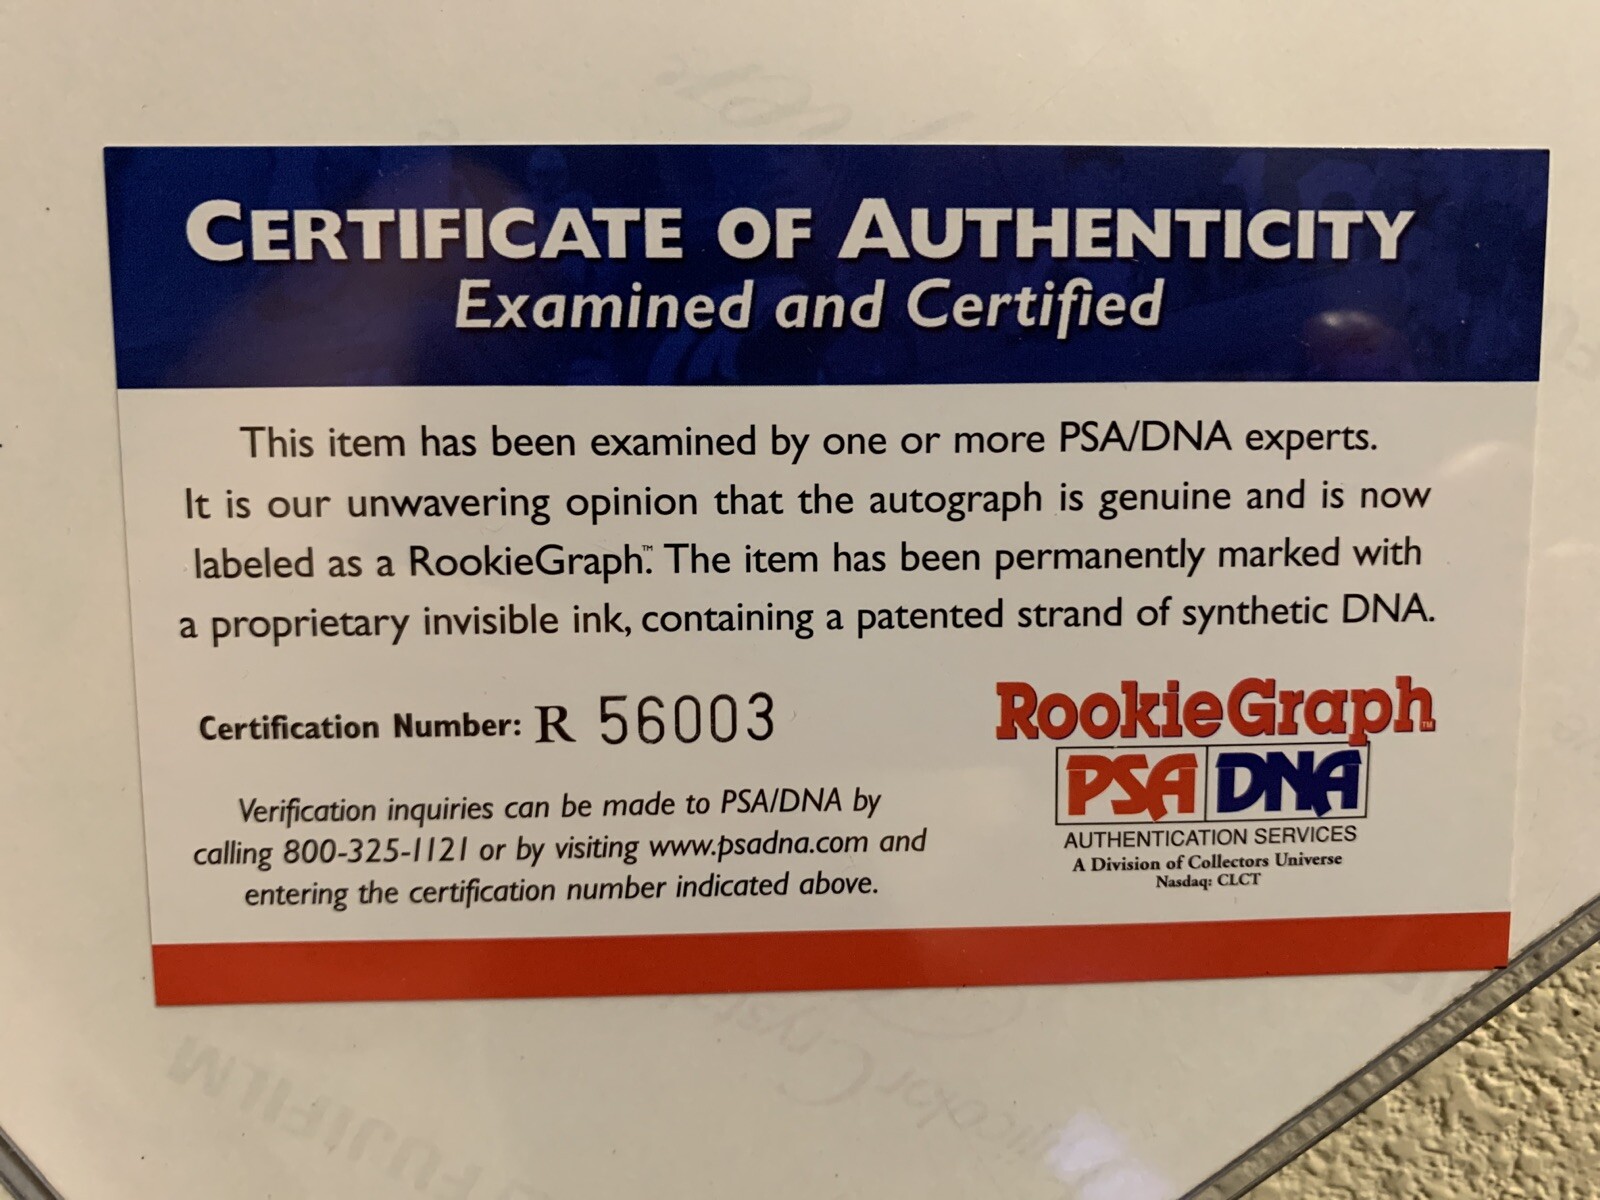 CERTIFICATE OF AUTHENTICITY
Examined and Certified
This item has been examined by one or more PSA/DNA experts.
It is our unwavering opinion that the autograph is genuine and is now
labeled as a RookieGraph™. The item has been permanently marked with
a proprietary invisible ink, containing a patented strand of synthetic DNA.
Certification Number: R 56003
Verification inquiries can be made to PSA/DNA by
calling 800-325-1121 or by visiting www.psadna.com and
entering the certification number indicated above.
RookieGraph™
PSA DNA
AUTHENTICATION SERVICES
A Division of Collectors Universe
Nasdaq: CLCT
Crystal
FUJIFILM